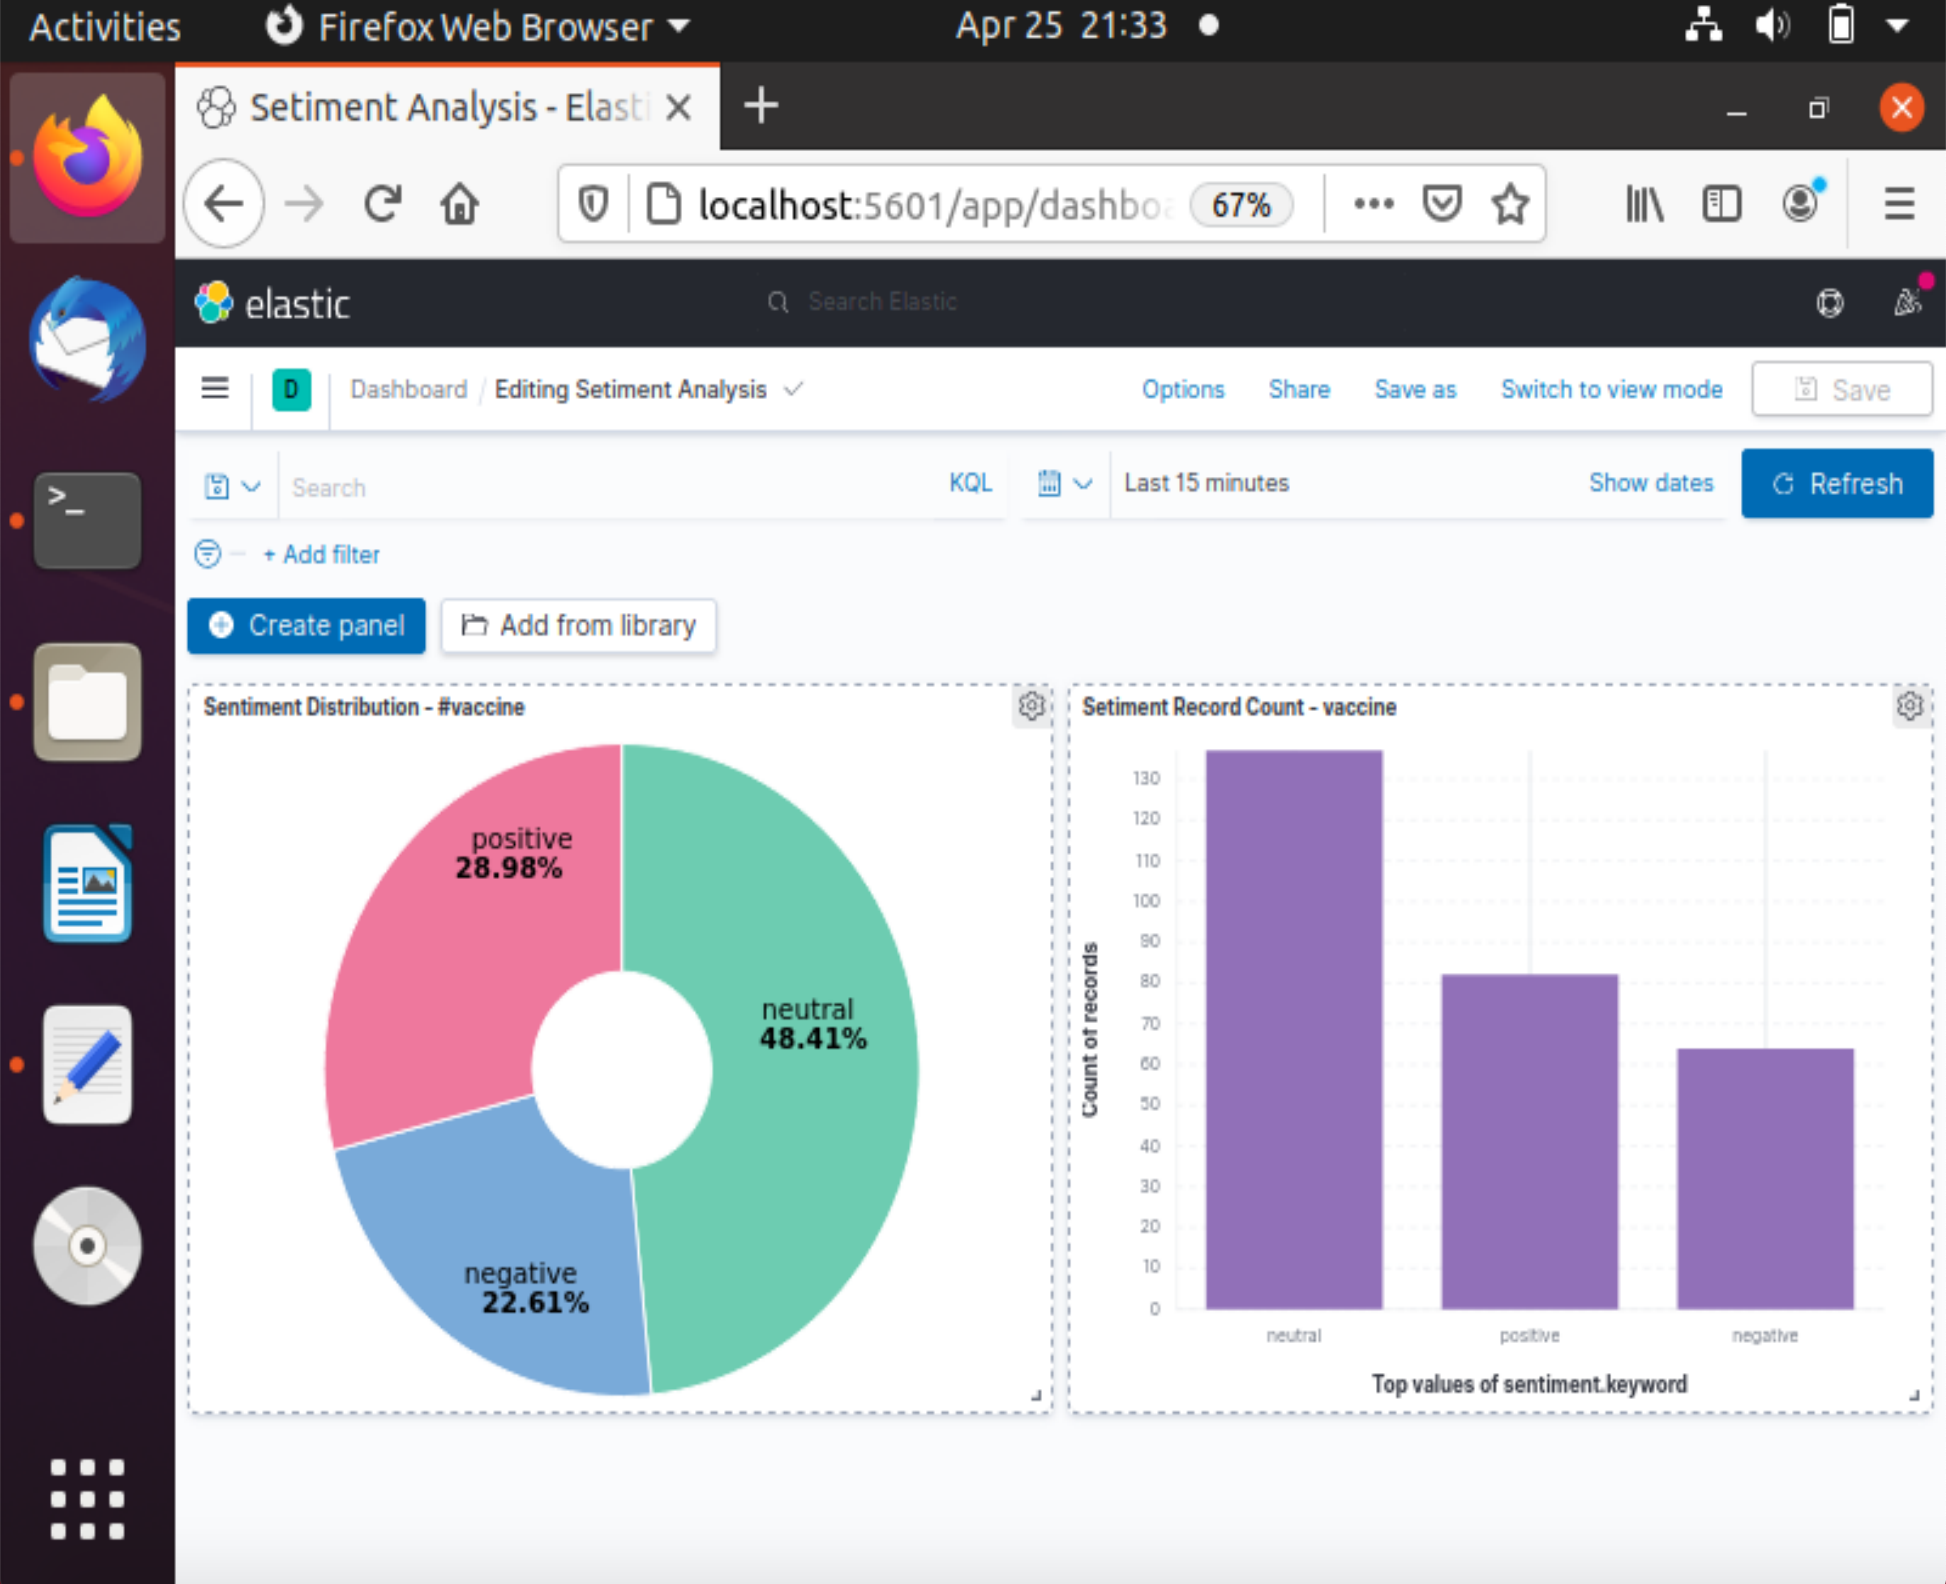 Activities Firefox Web Browser Apr 25 21:33
Setiment Analysis - Elasti
localhost:5601/app/dashboa 67%
elastic Search Elastic
D Dashboard / Editing Setiment Analysis Options Share Save as Switch to view mode Save
Search KQL Last 15 minutes Show dates Refresh
+ Add filter
Create panel Add from library
Sentiment Distribution - #vaccine
positive
28.98%
neutral
48.41%
negative
22.61%
Setiment Record Count - vaccine
130
120
110
100
90
80
70
60
50
40
30
20
10
0
Count of records
neutral positive negative
Top values of sentiment.keyword